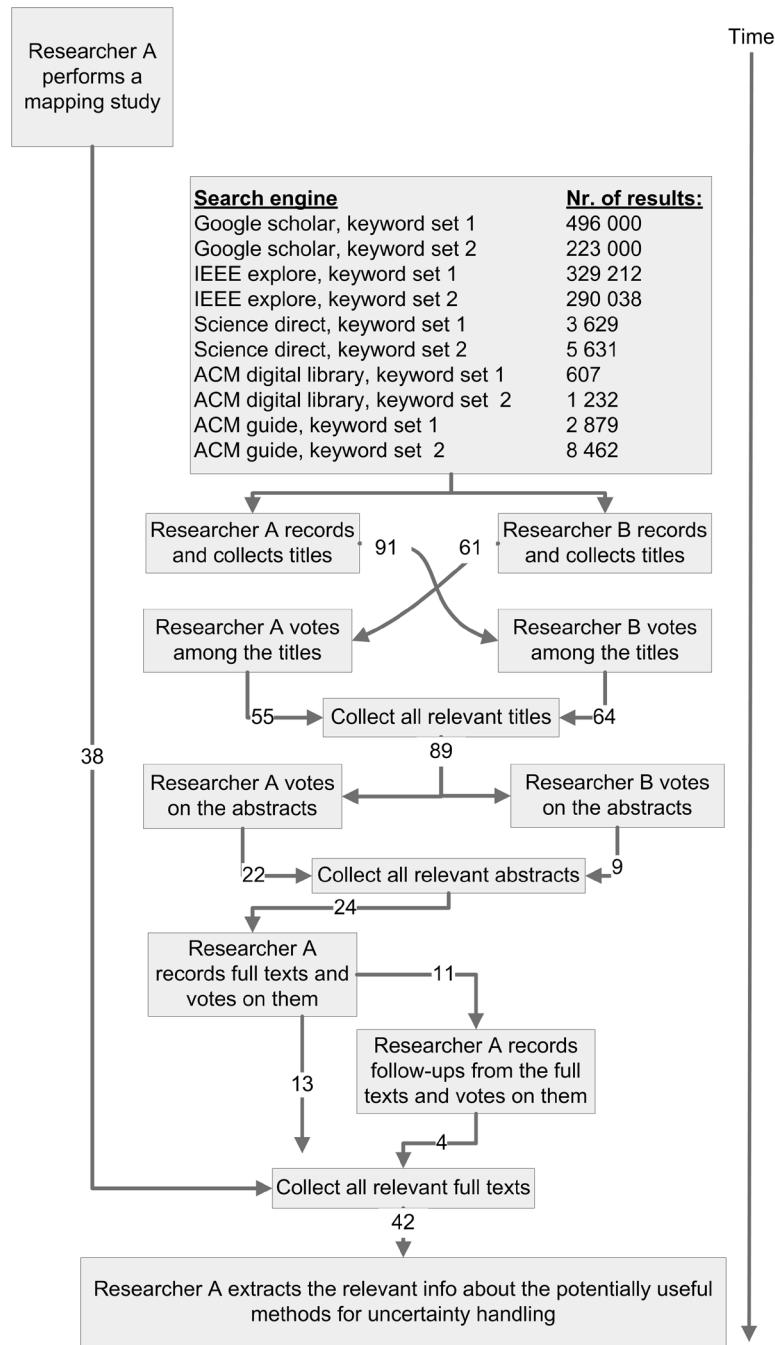 Researcher A
performs a
mapping study
Time
Search engine Nr. of results:
Google scholar, keyword set 1 496 000
Google scholar, keyword set 2 223 000
IEEE explore, keyword set 1 329 212
IEEE explore, keyword set 2 290 038
Science direct, keyword set 1 3 629
Science direct, keyword set 2 5 631
ACM digital library, keyword set 1 607
ACM digital library, keyword set 2 1 232
ACM guide, keyword set 1 2 879
ACM guide, keyword set 2 8 462
Researcher A records
and collects titles
91
61
Researcher B records
and collects titles
Researcher A votes
among the titles
Researcher B votes
among the titles
55
Collect all relevant titles
64
89
38
Researcher A votes
on the abstracts
Researcher B votes
on the abstracts
22
Collect all relevant abstracts
9
24
Researcher A
records full texts and
votes on them
11
Researcher A records
follow-ups from the full
texts and votes on them
13
4
Collect all relevant full texts
42
Researcher A extracts the relevant info about the potentially useful
methods for uncertainty handling